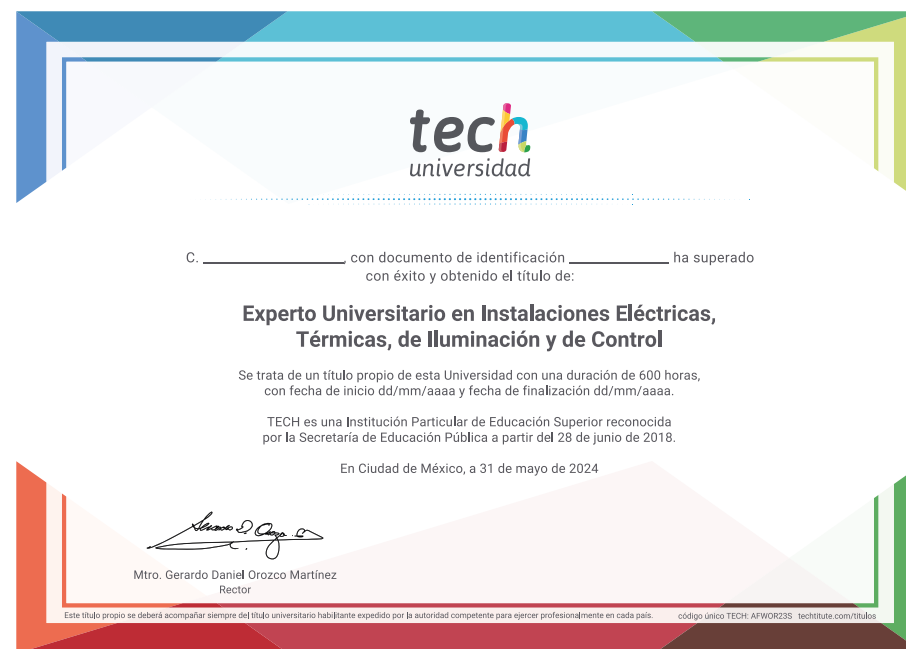 tech
universidad
C. ____________________, con documento de identificación ______________ ha superado
con éxito y obtenido el título de:
Experto Universitario en Instalaciones Eléctricas,
Térmicas, de Iluminación y de Control
Se trata de un título propio de esta Universidad con una duración de 600 horas,
con fecha de inicio dd/mm/aaaa y fecha de finalización dd/mm/aaaa.
TECH es una Institución Particular de Educación Superior reconocida
por la Secretaría de Educación Pública a partir del 28 de junio de 2018.
En Ciudad de México, a 31 de mayo de 2024
Mtro. Gerardo Daniel Orozco Martínez
Rector
Este título propio se deberá acompañar siempre del título universitario habilitante expedido por la autoridad competente para ejercer profesionalmente en cada país. código único TECH: AFWOR23S techtitute.com/titulos